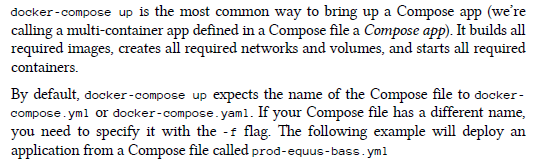 docker-compose up is the most common way to bring up a Compose app (we're
calling a multi-container app defined in a Compose file a Compose app). It builds all
required images, creates all required networks and volumes, and starts all required
containers.
By default, docker-compose up expects the name of the Compose file to docker-
compose.yml or docker-compose.yaml. If your Compose file has a different name,
you need to specify it with the -f flag. The following example will deploy an
application from a Compose file called prod-equus-bass.yml